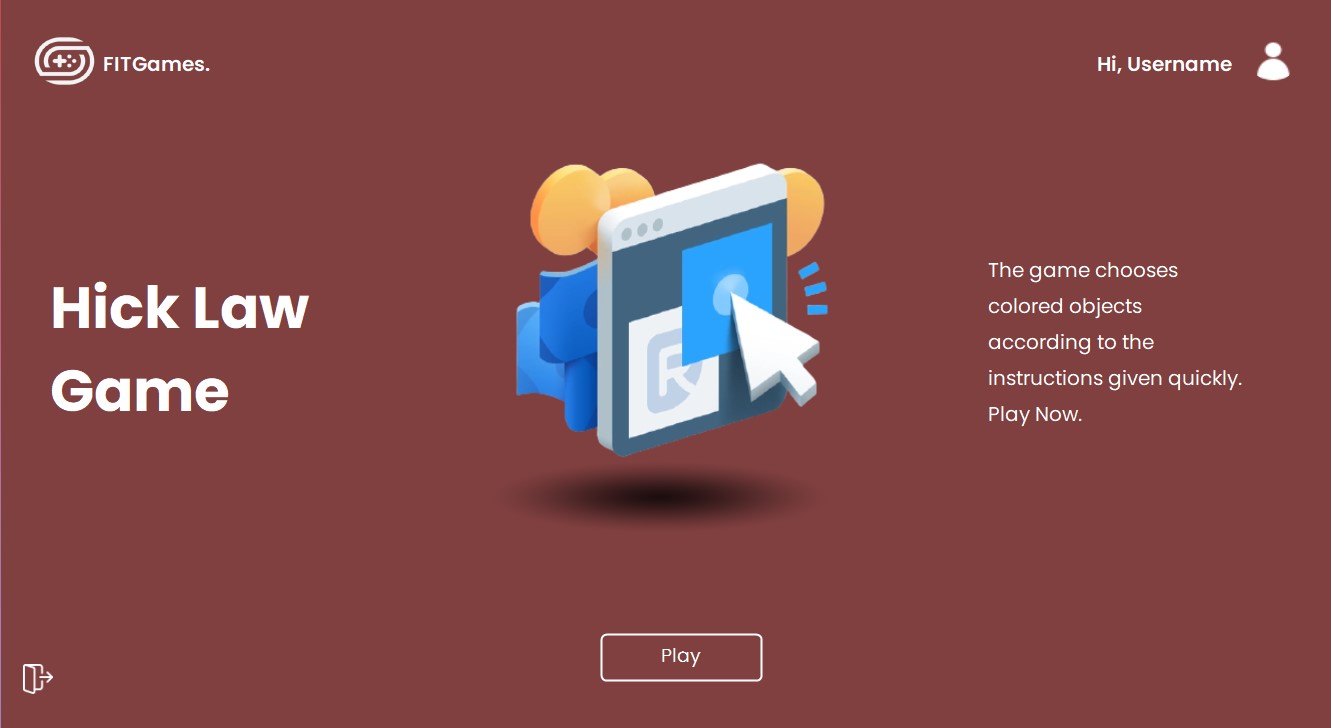 FITGames.
Hi, Username
Hick Law
Game
The game chooses
colored objects
according to the
instructions given quickly.
Play Now.
Play